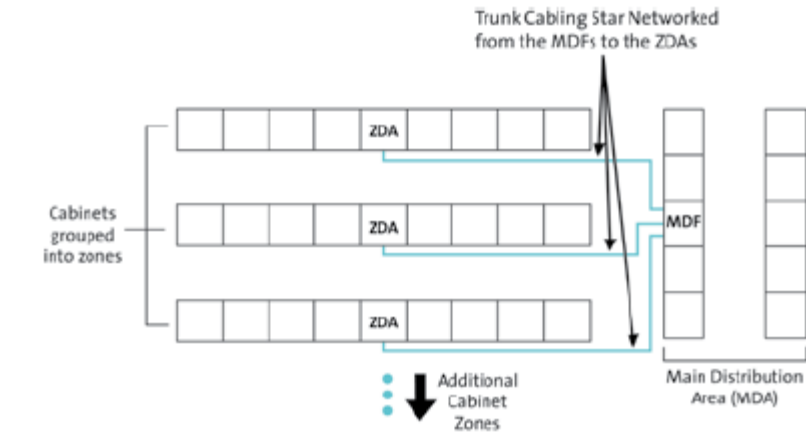 Trunk Cabling Star Networked
from the MDFs to the ZDAs
ZDA
Cabinets
grouped
into zones
ZDA
MDF
ZDA
Additional
Cabinet
Zones
Main Distribution
Area (MDA)